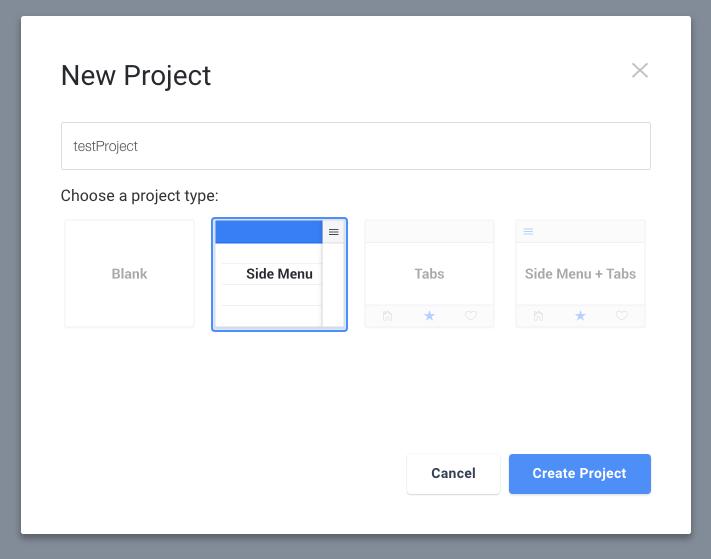 New Project
testProject
Choose a project type:
Blank
Side Menu
Tabs
Side Menu + Tabs
Cancel
Create Project